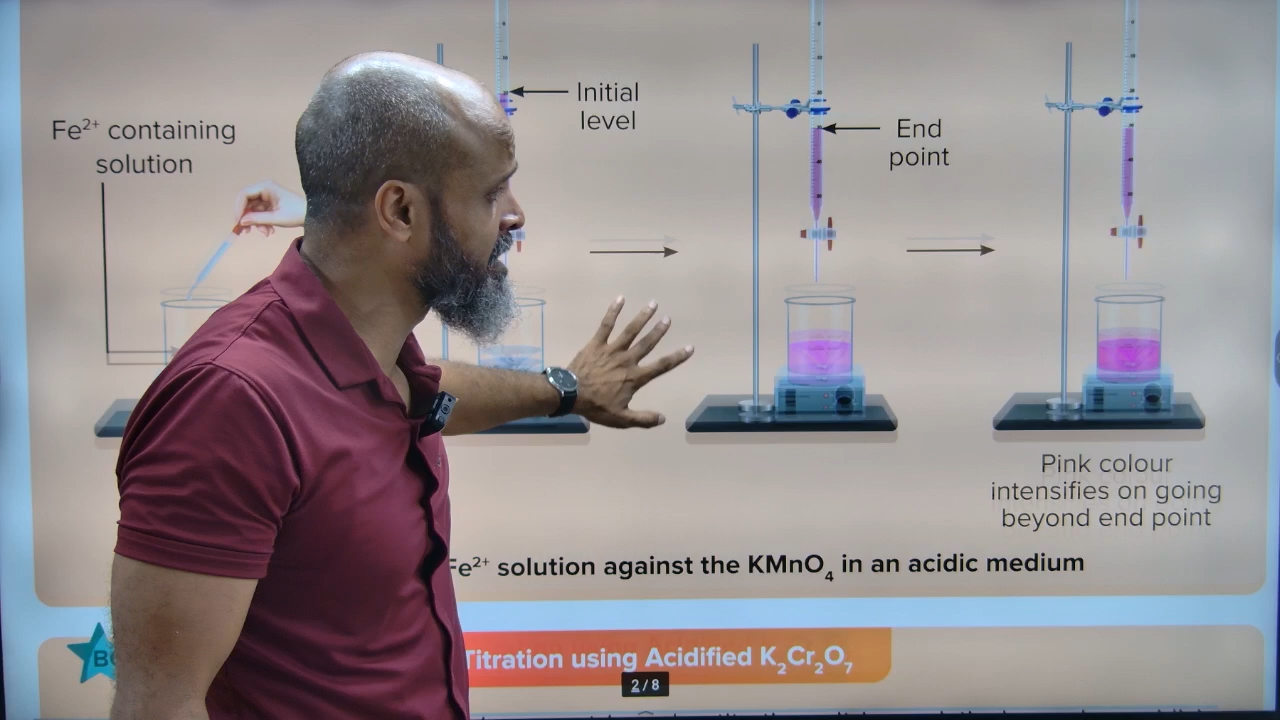 Fe²⁺ containing
solution
Initial
level
End
point
Pink colour
intensifies on going
beyond end point
Fe²⁺ solution against the KMnO₄ in an acidic medium
Titration using Acidified K₂Cr₂O₇
2/8